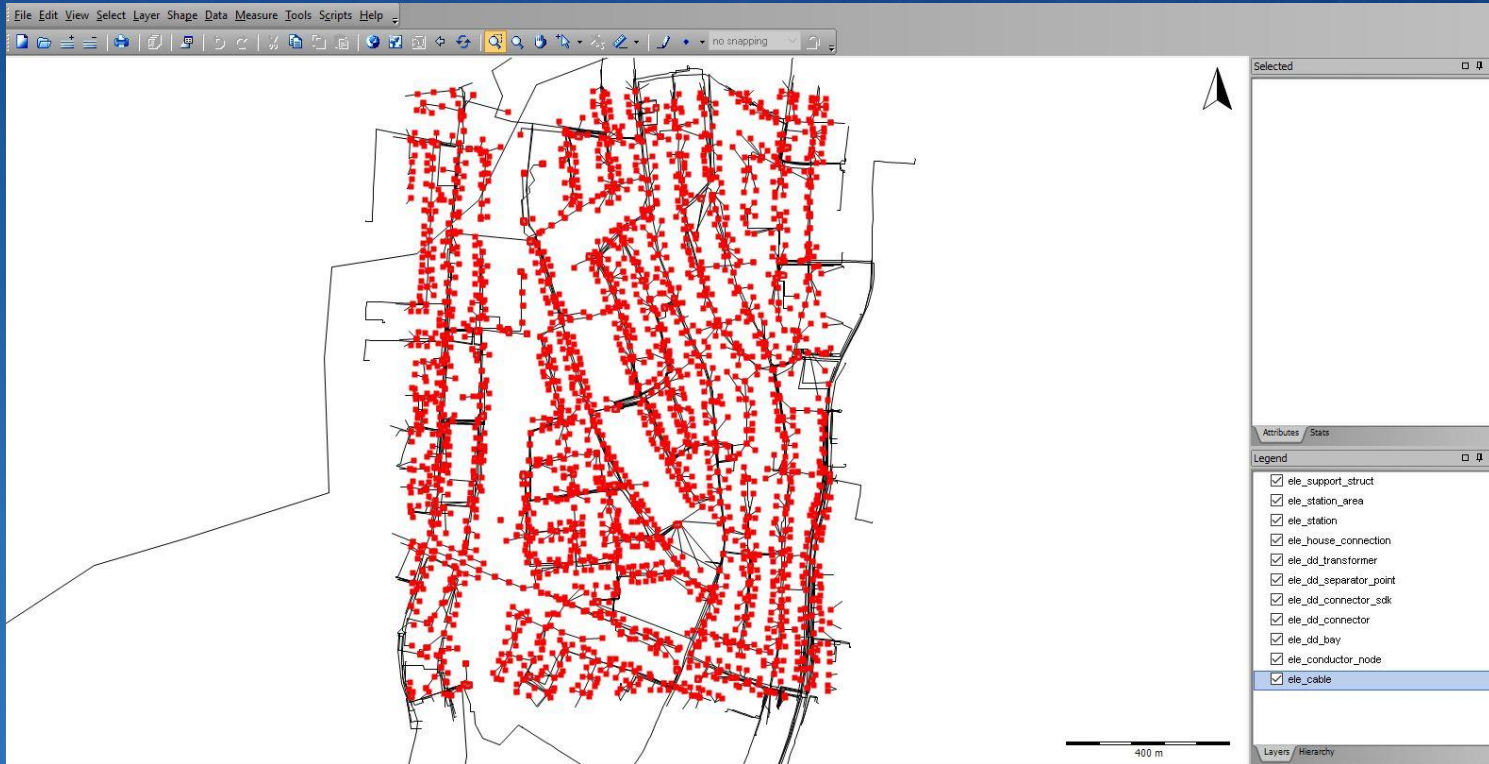 File Edit View Select Layer Shape Data Measure Tools Scripts Help
no snapping
Selected
Attributes Stats
Legend
ele_support_struct
ele_station_area
ele_station
ele_house_connection
ele_dd_transformer
ele_dd_separator_point
ele_dd_connector_sdk
ele_dd_connector
ele_dd_bay
ele_conductor_node
ele_cable
400 m
Layers Hierarchy